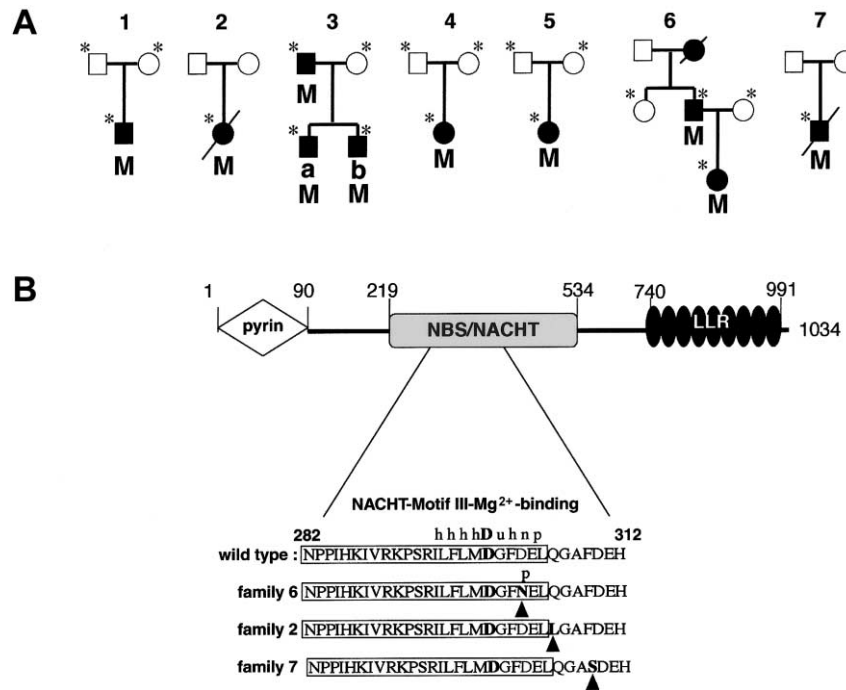 A
1 2 3 4 5 6 7
* * * * * * * *
* * * *
* * * * * *
M M M a b M M M M
M M
* M
B
1 90 219 534 740 991
pyrin NBS/NACHT LLR 1034
NACHT-Motif III-Mg2+-binding
282 h h h h D u h n p 312
wild type : NPPIHKIVRKPSRILFLMDGFDELQGAFDEH
p
family 6 NPPIHKIVRKPSRILFLMDGFNELQGAFDEH
family 2 NPPIHKIVRKPSRILFLMDGFDELLGAFDEH
family 7 NPPIHKIVRKPSRILFLMDGFDELQGASDEH